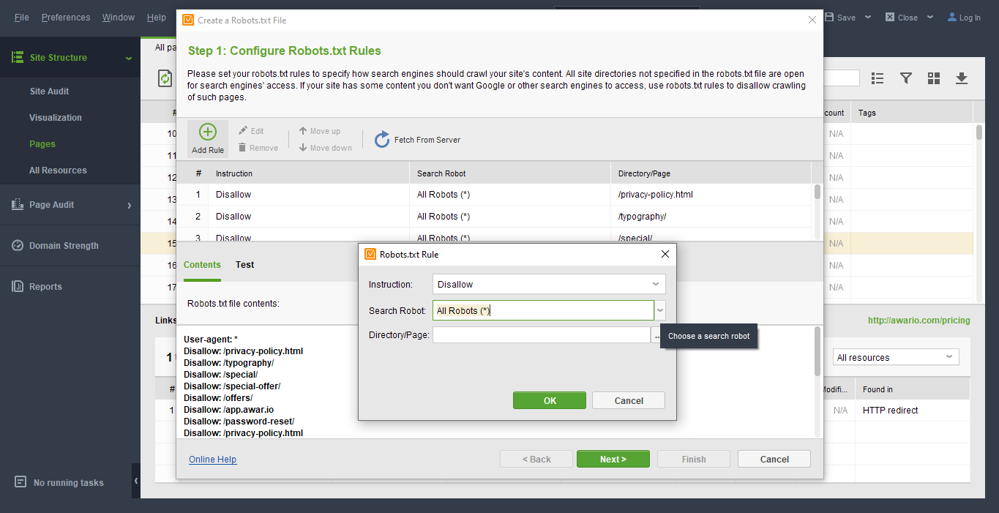 File Preferences Window Help
Save
Close
Log In
Site Structure
Site Audit
Visualization
Pages
All Resources
Page Audit
Domain Strength
Reports
No running tasks
All pa
#
10
11
12
13
14
15
16
17
count
Tags
N/A
N/A
N/A
N/A
N/A
N/A
N/A
N/A
Create a Robots.txt File
Step 1: Configure Robots.txt Rules
Please set your robots.txt rules to specify how search engines should crawl your site's content. All site directories not specified in the robots.txt file are open
for search engines' access. If your site has some content you don't want Google or other search engines to access, use robots.txt rules to disallow crawling
of such pages.
Add Rule
Edit
Remove
Move up
Move down
Fetch From Server
# Instruction Search Robot Directory/Page
1 Disallow All Robots (*) /privacy-policy.html
2 Disallow All Robots (*) /typography/
3 Disallow All Robots (*) /special/
Contents Test
Robots.txt file contents:
User-agent: *
Disallow: /privacy-policy.html
Disallow: /typography/
Disallow: /special/
Disallow: /special-offer/
Disallow: /offers/
Disallow: /app.awar.io
Disallow: /password-reset/
Disallow: /privacy-policy.html
Online Help
< Back
Next >
Finish
Cancel
Robots.txt Rule
Instruction: Disallow
Search Robot: All Robots (*)
Directory/Page: ..
Choose a search robot
OK
Cancel
Links
http://awario.com/pricing
1
All resources
#
Modifi...
Found in
1
N/A
HTTP redirect